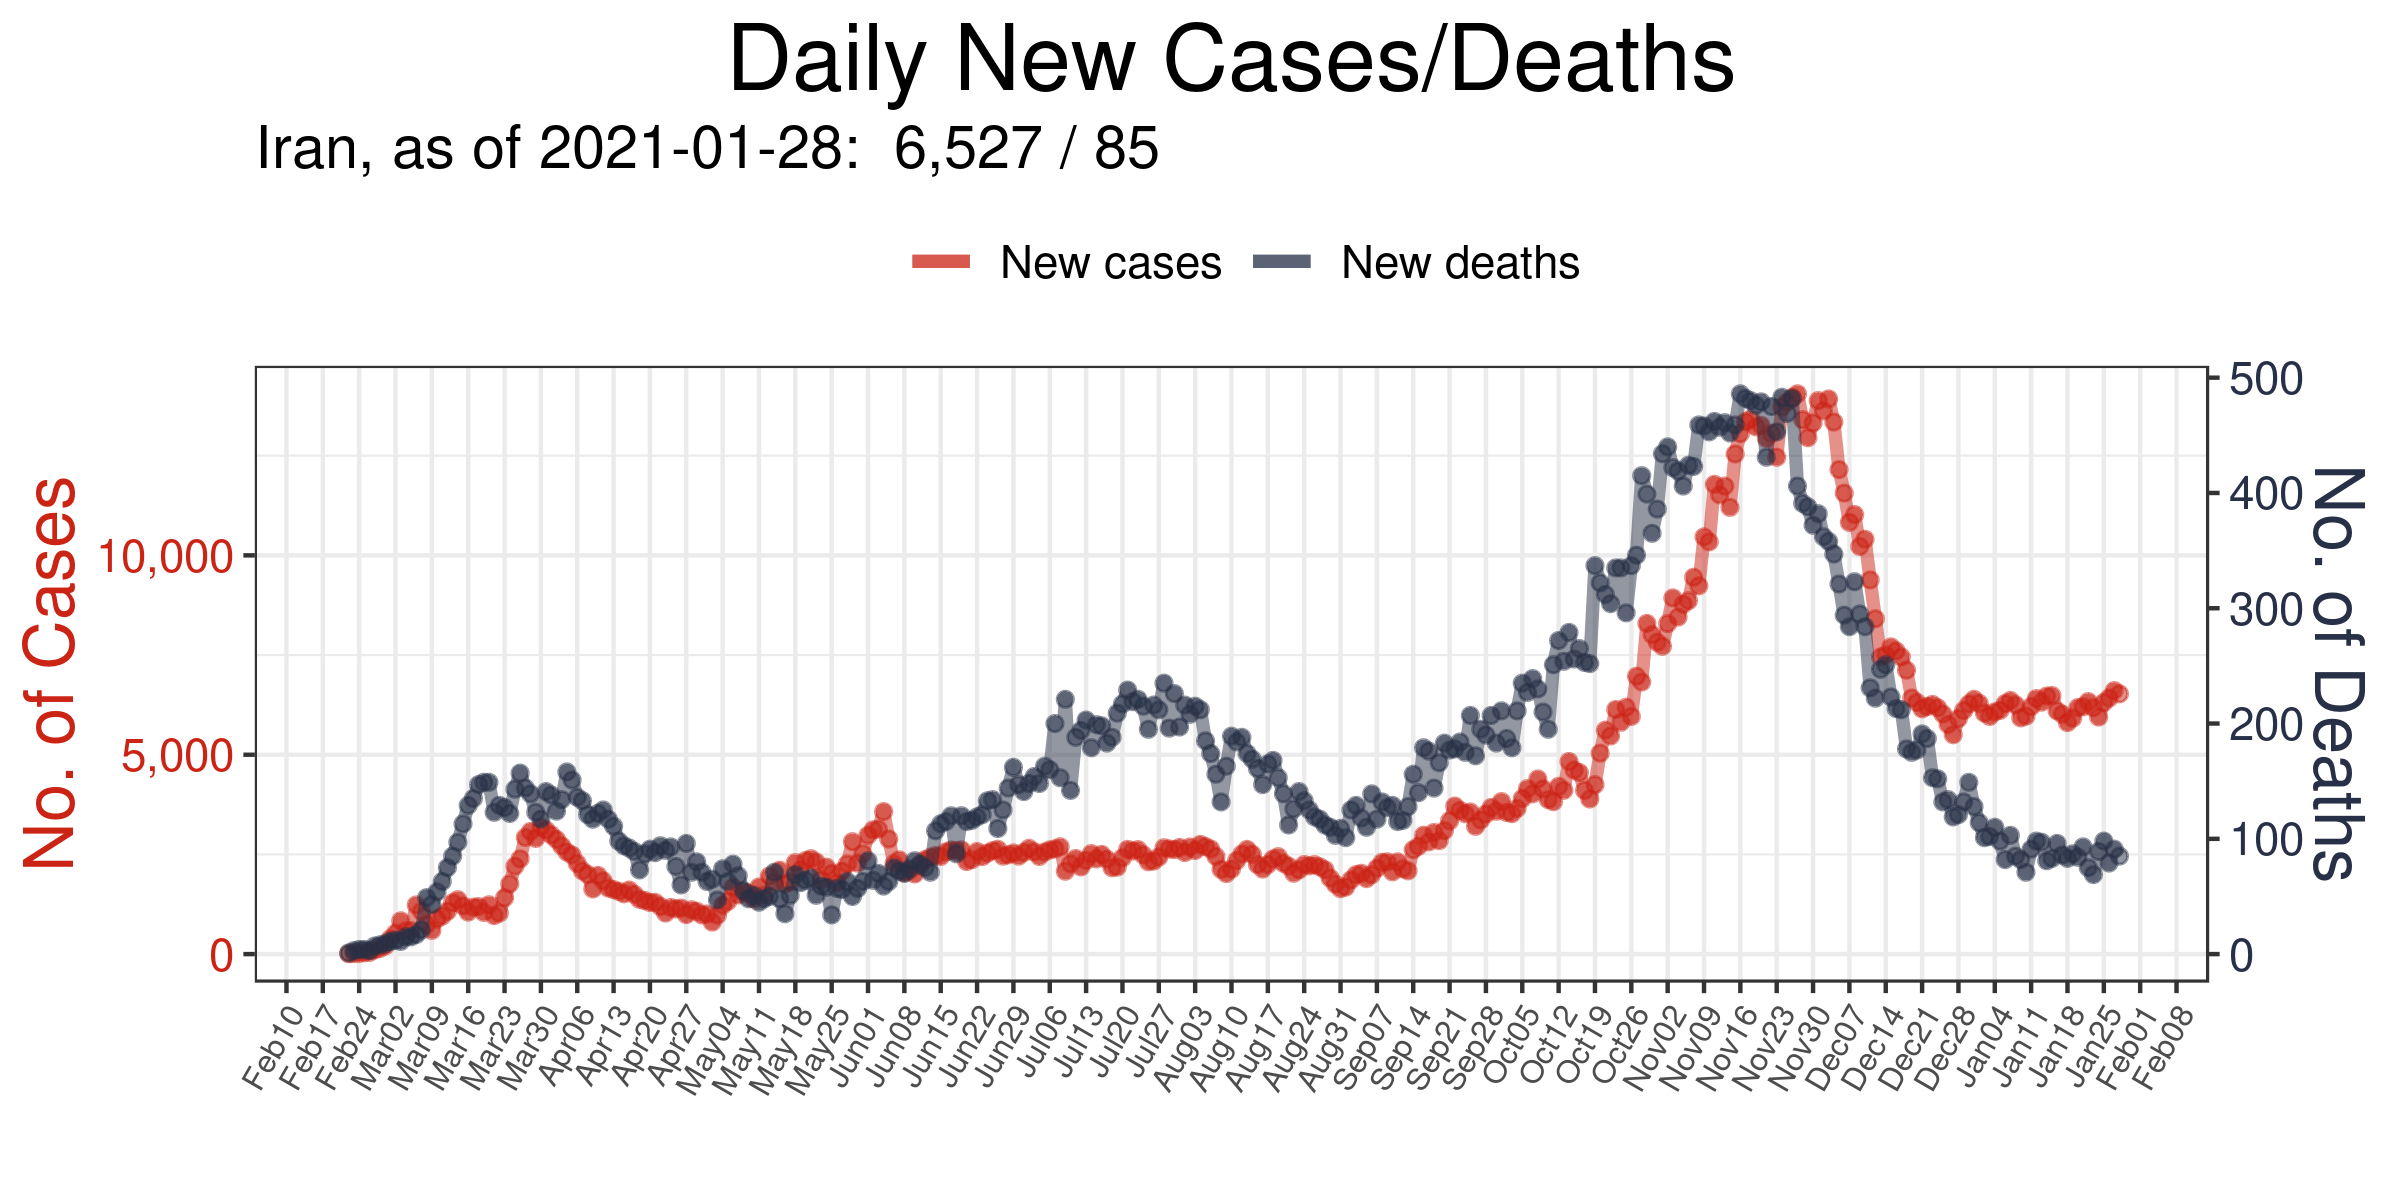 Daily New Cases/Deaths
Iran, as of 2021-01-28:  6,527 / 85
New cases
New deaths
No. of Cases
10,000
5,000
0
500
400
300
200
100
0
No. of Deaths
Feb10
Feb17
Feb24
Mar02
Mar09
Mar16
Mar23
Mar30
Apr06
Apr13
Apr20
Apr27
May04
May11
May18
May25
Jun01
Jun08
Jun15
Jun22
Jun29
Jul06
Jul13
Jul20
Jul27
Aug03
Aug10
Aug17
Aug24
Aug31
Sep07
Sep14
Sep21
Sep28
Oct05
Oct12
Oct19
Oct26
Nov02
Nov09
Nov16
Nov23
Nov30
Dec07
Dec14
Dec21
Dec28
Jan04
Jan11
Jan18
Jan25
Feb01
Feb08